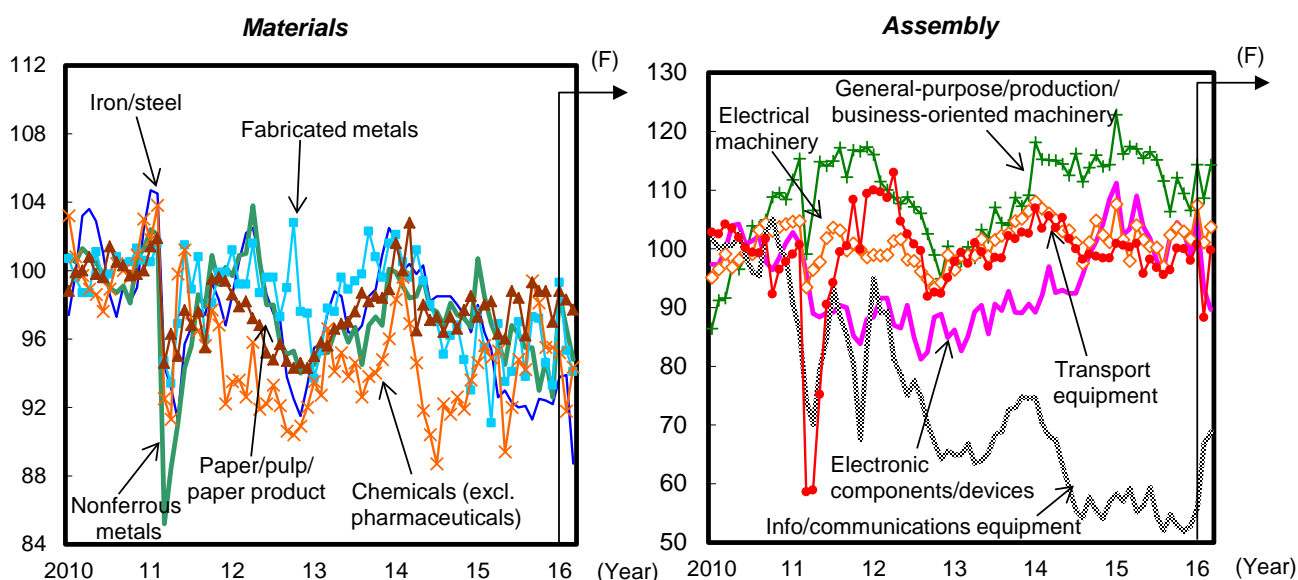 Materials
112
108
104
100
96
92
88
84
2010
11
12
13
14
15
16
(Year)
(F)
Iron/steel
Fabricated metals
Nonferrous
metals
Paper/pulp/
paper product
Chemicals (excl.
pharmaceuticals)
Assembly
130
120
110
100
90
80
70
60
50
2010
11
12
13
14
15
16
(Year)
(F)
General-purpose/production/
business-oriented machinery
Electrical
machinery
Transport
equipment
Electronic
components/devices
Info/communications equipment